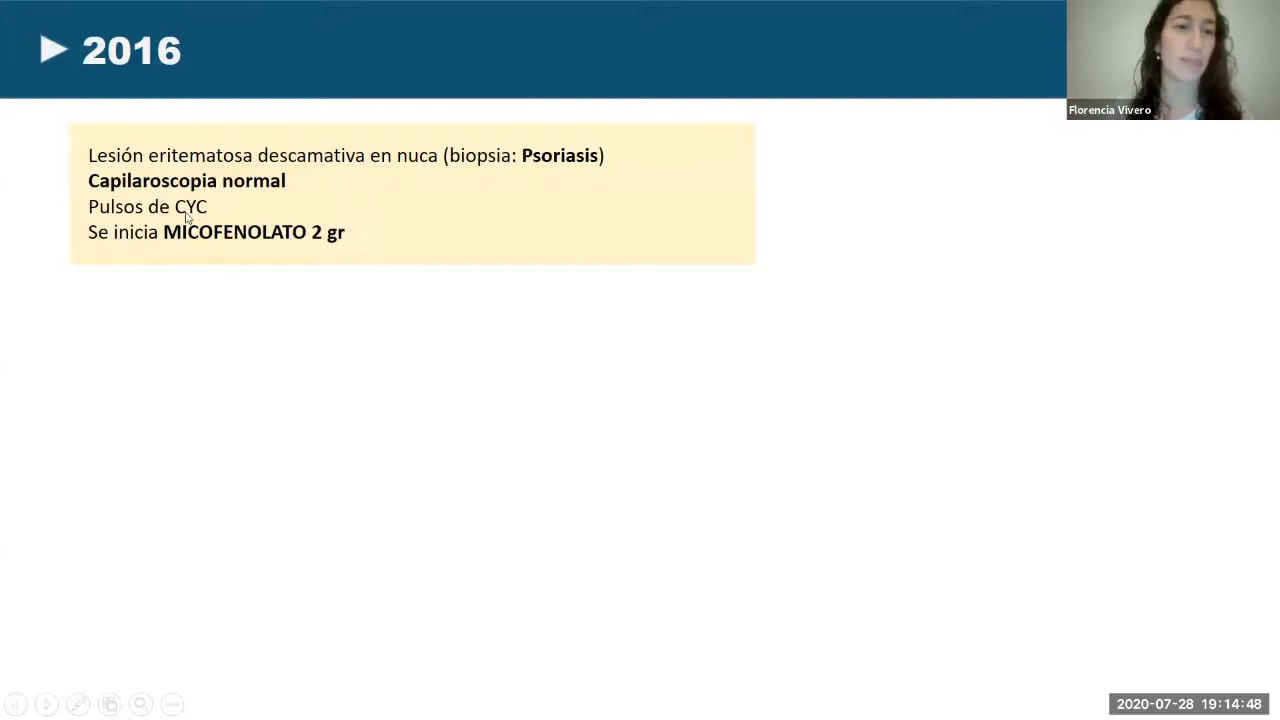 2016
Florencia Vivero
Lesión eritematosa descamativa en nuca (biopsia: Psoriasis)
Capilaroscopia normal
Pulsos de CYC
Se inicia MICOFENOLATO 2 gr
2020-07-28 19:14:48